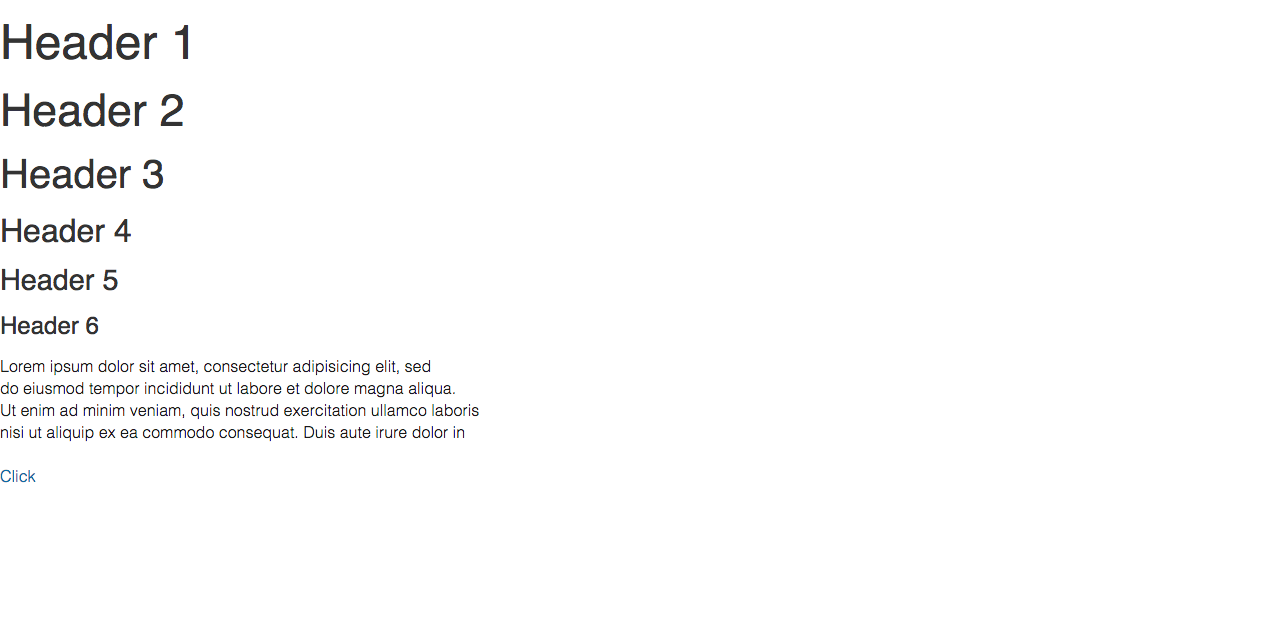 Header 1
Header 2
Header 3
Header 4
Header 5
Header 6
Lorem ipsum dolor sit amet, consectetur adipisicing elit, sed
do eiusmod tempor incididunt ut labore et dolore magna aliqua.
Ut enim ad minim veniam, quis nostrud exercitation ullamco laboris
nisi ut aliquip ex ea commodo consequat. Duis aute irure dolor in
Click